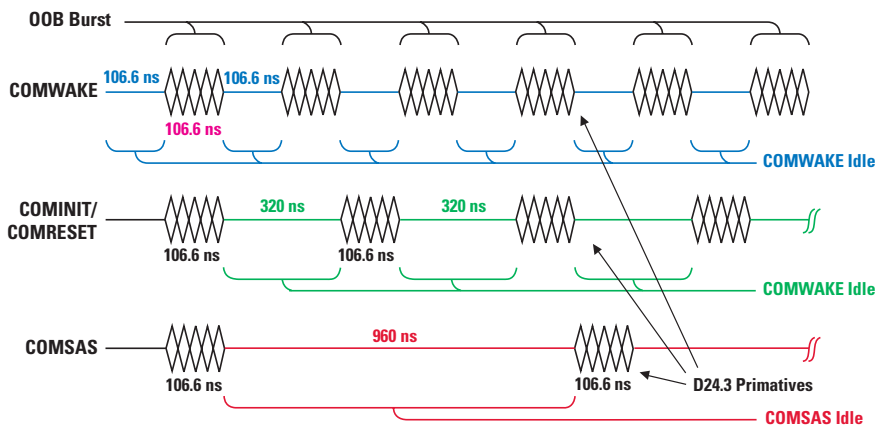 OOB Burst
106.6 ns
106.6 ns
COMWAKE
106.6 ns
COMWAKE Idle
COMINIT/
COMRESET
320 ns
320 ns
106.6 ns
106.6 ns
COMWAKE Idle
COMSAS
960 ns
106.6 ns
106.6 ns
D24.3 Primatives
COMSAS Idle